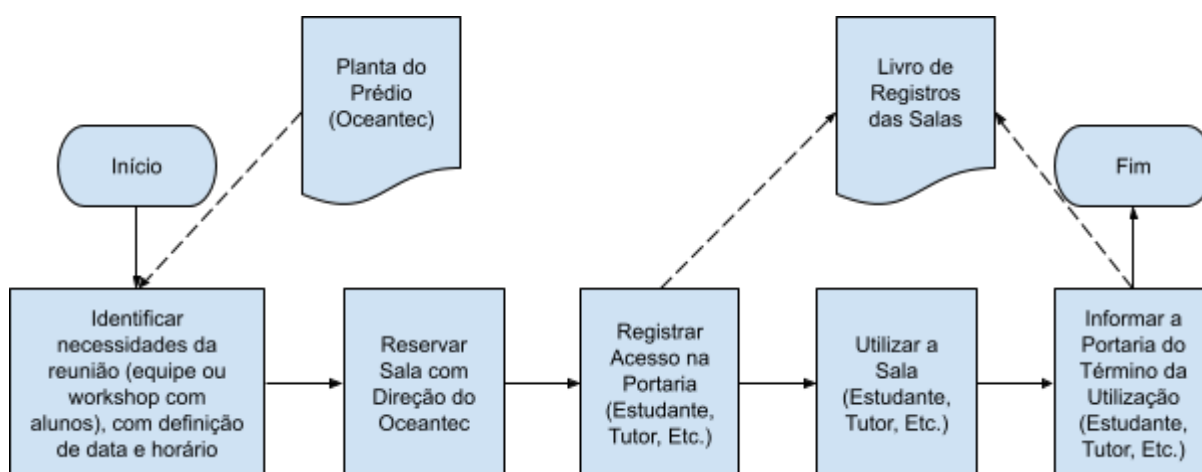 Planta do
Prédio
(Oceantec)
Livro de
Registros
das Salas
Início
Fim
Identificar
necessidades da
reunião (equipe ou
workshop com
alunos), com definição
de data e horário
Reservar
Sala com
Direção do
Oceantec
Registrar
Acesso na
Portaria
(Estudante,
Tutor, Etc.)
Utilizar a
Sala
(Estudante,
Tutor, Etc.)
Informar a
Portaria do
Término da
Utilização
(Estudante,
Tutor, Etc.)